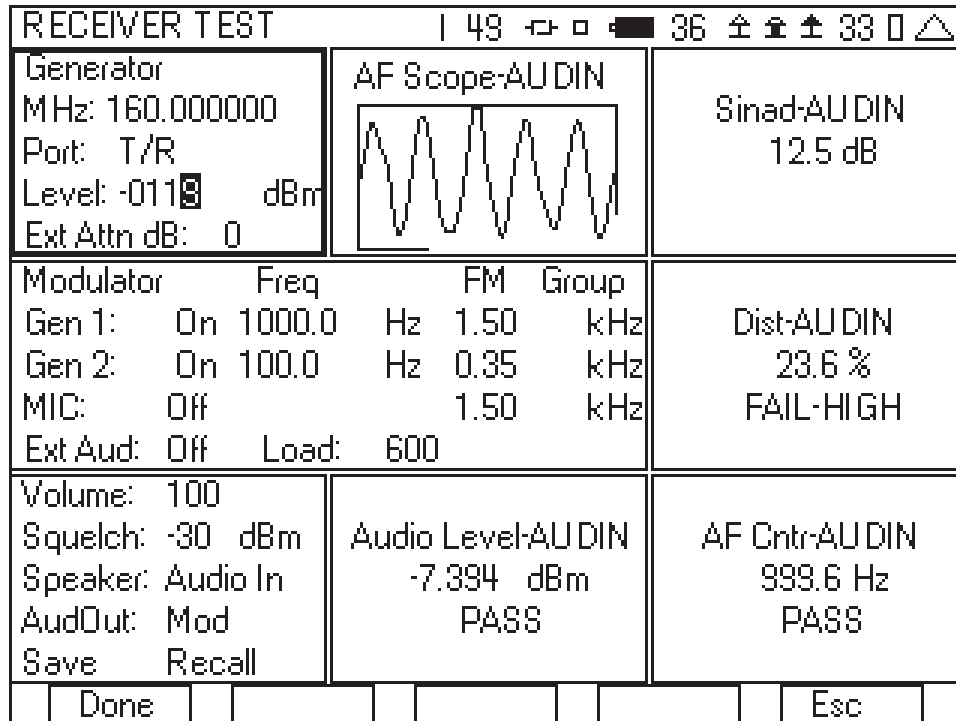 RECEIVER TEST | 49 36 33
Generator
MHz: 160.000000
Port: T/R
Level: -0119 dBm
Ext Attn dB: 0
AF Scope-AUDIN
Sinad-AUDIN
12.5 dB
Modulator Freq FM Group
Gen 1: On 1000.0 Hz 1.50 kHz
Gen 2: On 100.0 Hz 0.35 kHz
MIC: Off 1.50 kHz
Ext Aud: Off Load: 600
Dist-AUDIN
23.6 %
FAIL-HIGH
Volume: 100
Squelch: -30 dBm
Speaker: Audio In
AudOut: Mod
Save Recall
Audio Level-AUDIN
-7.394 dBm
PASS
AF Cntr-AUDIN
999.6 Hz
PASS
Done Esc